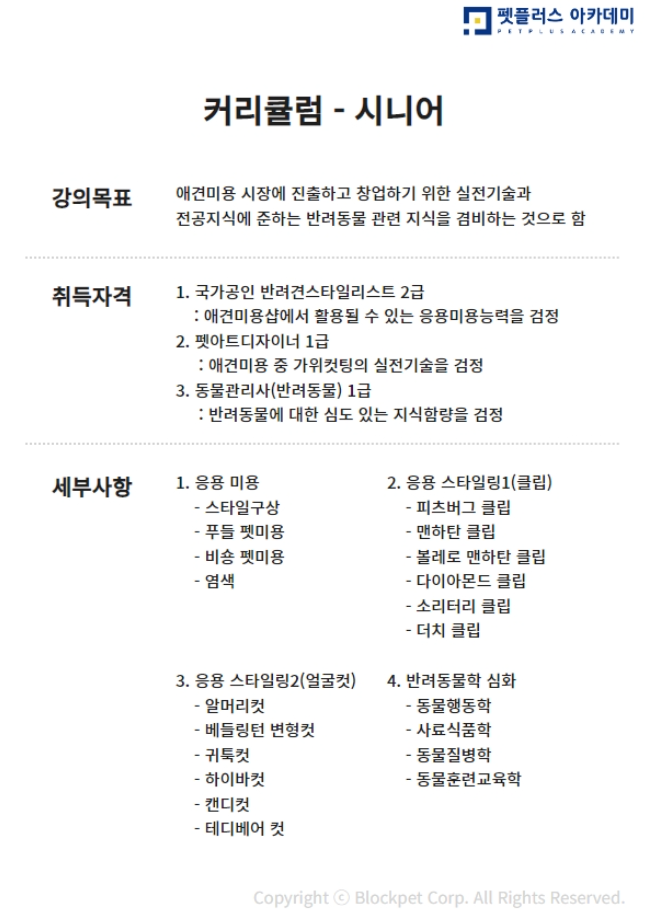 펫플러스 아카데미
PETPLUS ACADEMY
커리큘럼 - 시니어
강의목표
애견미용 시장에 진출하고 창업하기 위한 실전기술과
전공지식에 준하는 반려동물 관련 지식을 겸비하는 것으로 함
취득자격
1. 국가공인 반려견스타일리스트 2급
: 애견미용샵에서 활용될 수 있는 응용미용능력을 검정
2. 펫아트디자이너 1급
: 애견미용 중 가위컷팅의 실전기술을 검정
3. 동물관리사(반려동물) 1급
: 반려동물에 대한 심도 있는 지식함량을 검정
세부사항
1. 응용 미용
- 스타일구상
- 푸들 펫미용
- 비숑 펫미용
- 염색
2. 응용 스타일링1(클립)
- 피츠버그 클립
- 맨하탄 클립
- 볼레로 맨하탄 클립
- 다이아몬드 클립
- 소리터리 클립
- 더치 클립
3. 응용 스타일링2(얼굴컷)
- 알머리컷
- 베들링턴 변형컷
- 귀툭컷
- 하이바컷
- 캔디컷
- 테디베어 컷
4. 반려동물학 심화
- 동물행동학
- 사료식품학
- 동물질병학
- 동물훈련교육학
Copyright ⓒ Blockpet Corp. All Rights Reserved.